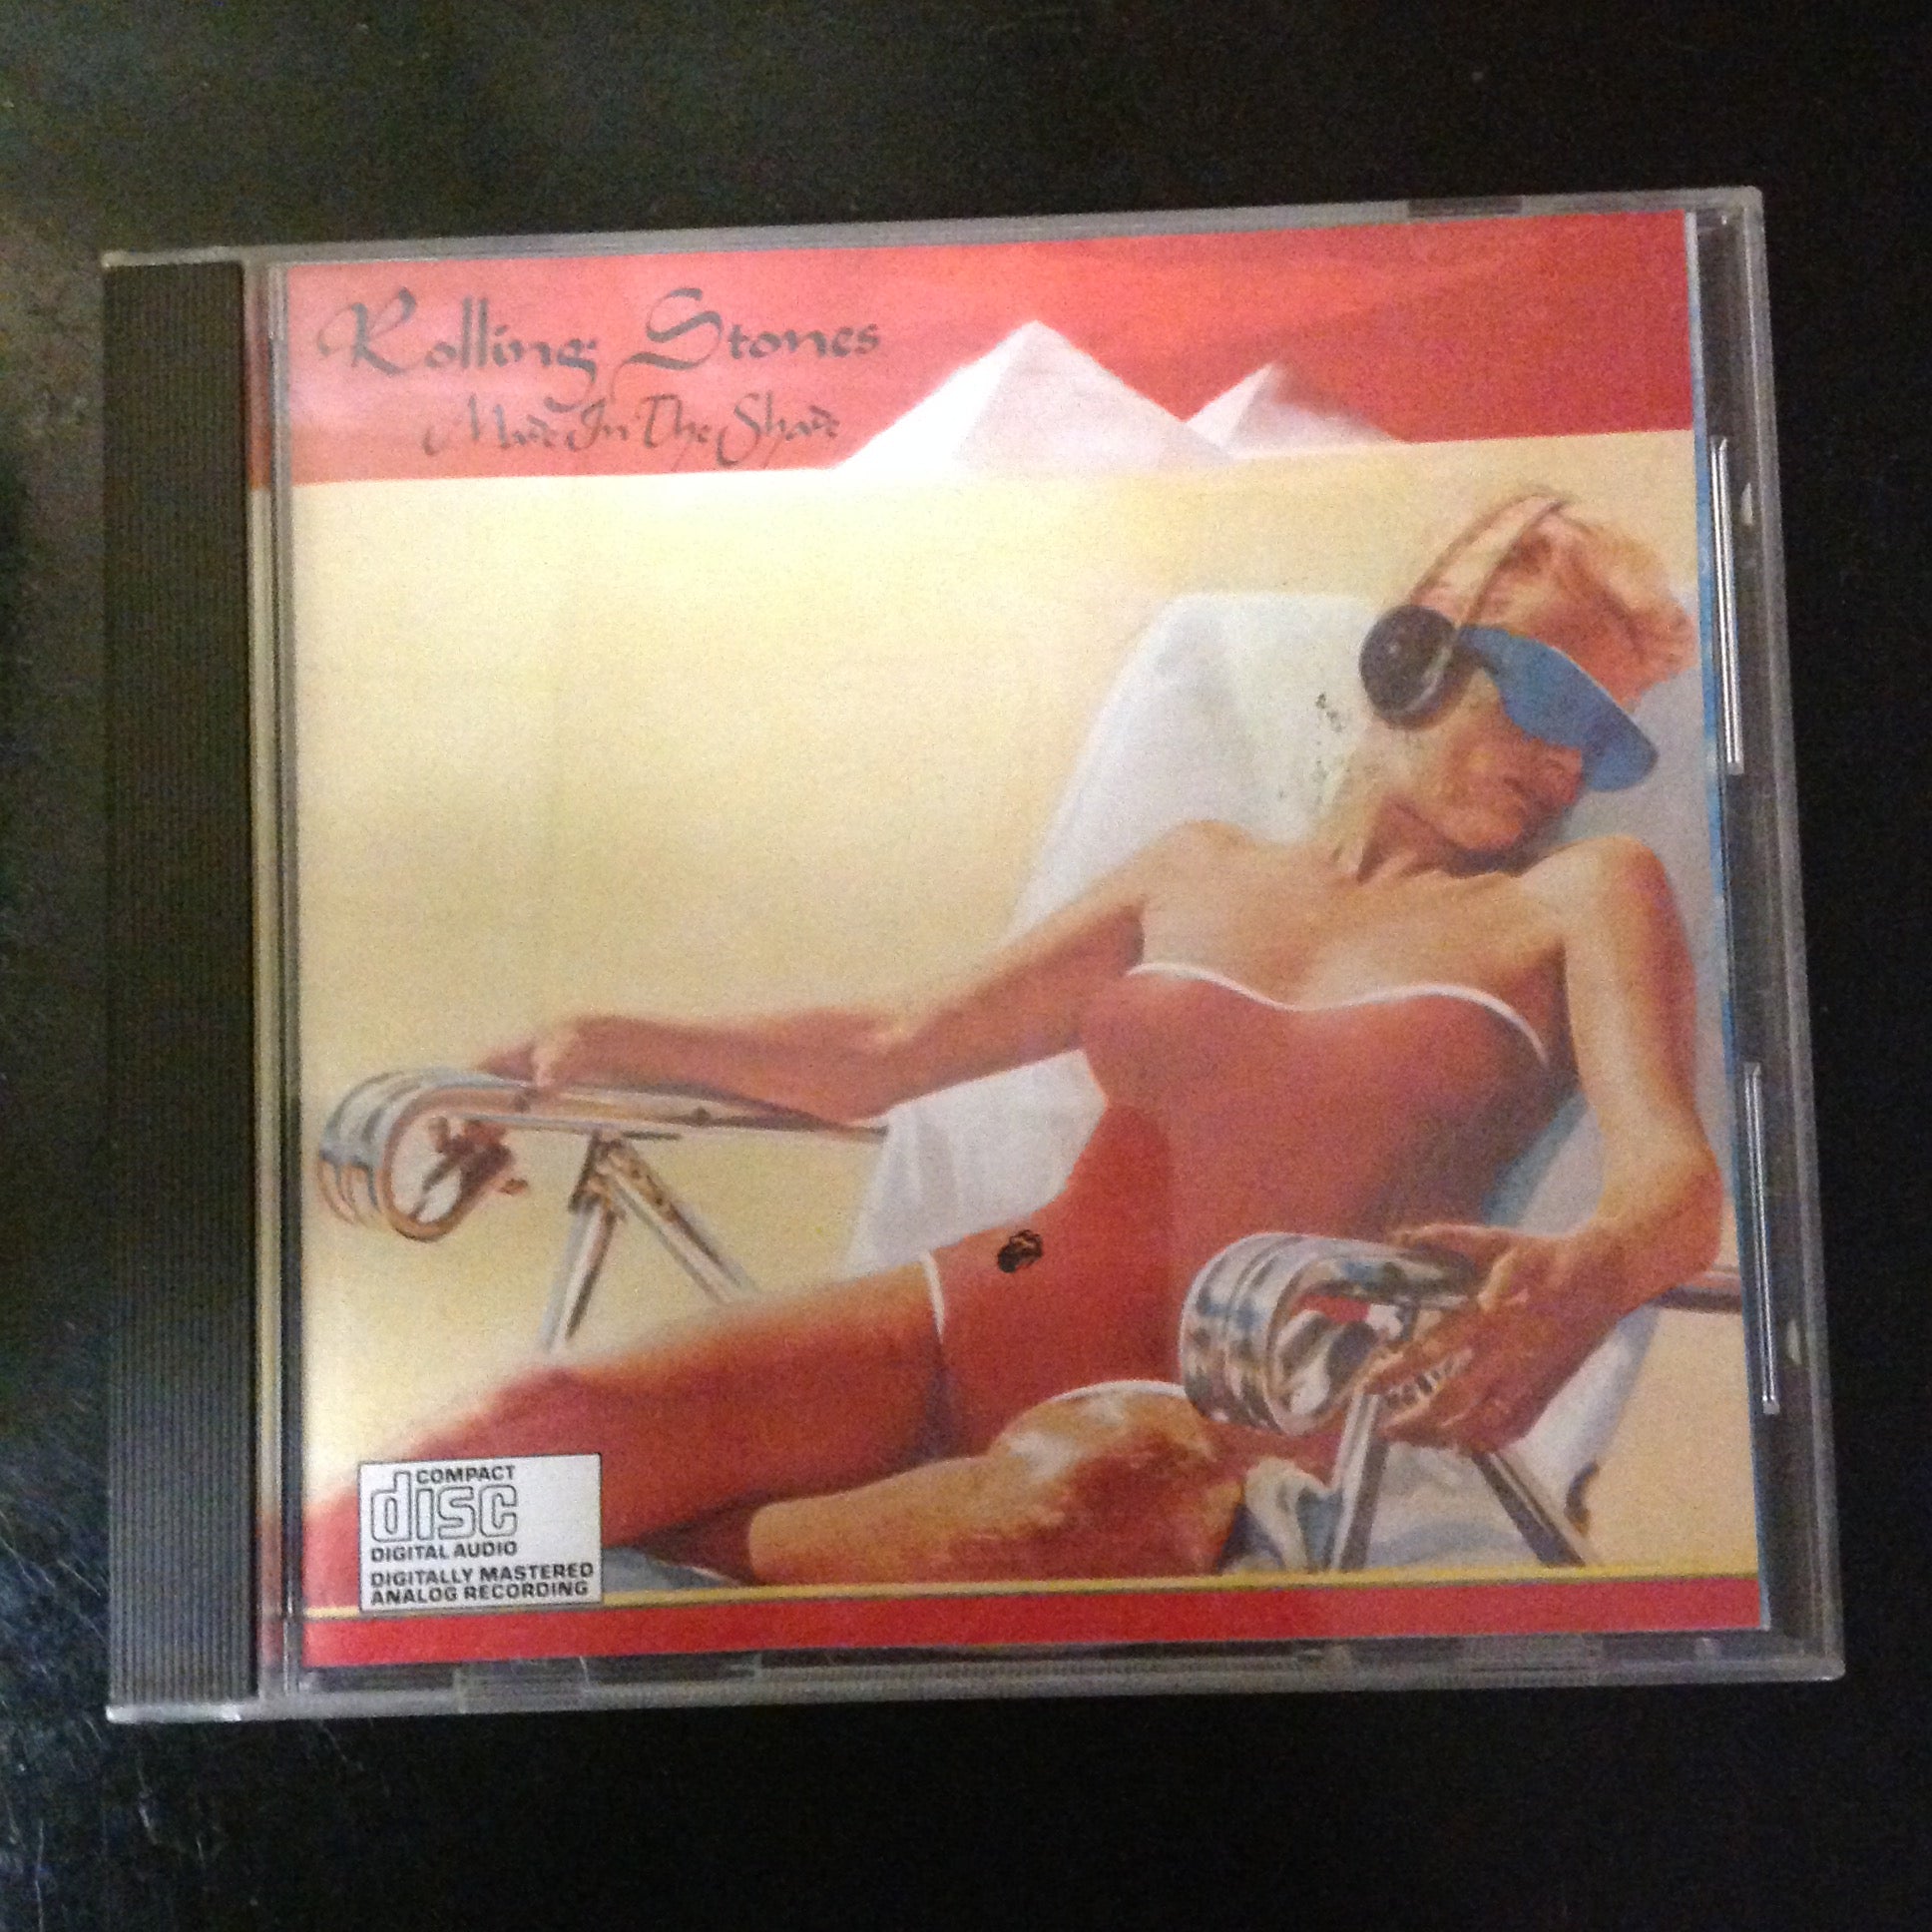 Rolling Stones
Made In The Shade
COMPACT
disc
DIGITAL AUDIO
DIGITALLY MASTERED
ANALOG RECORDING